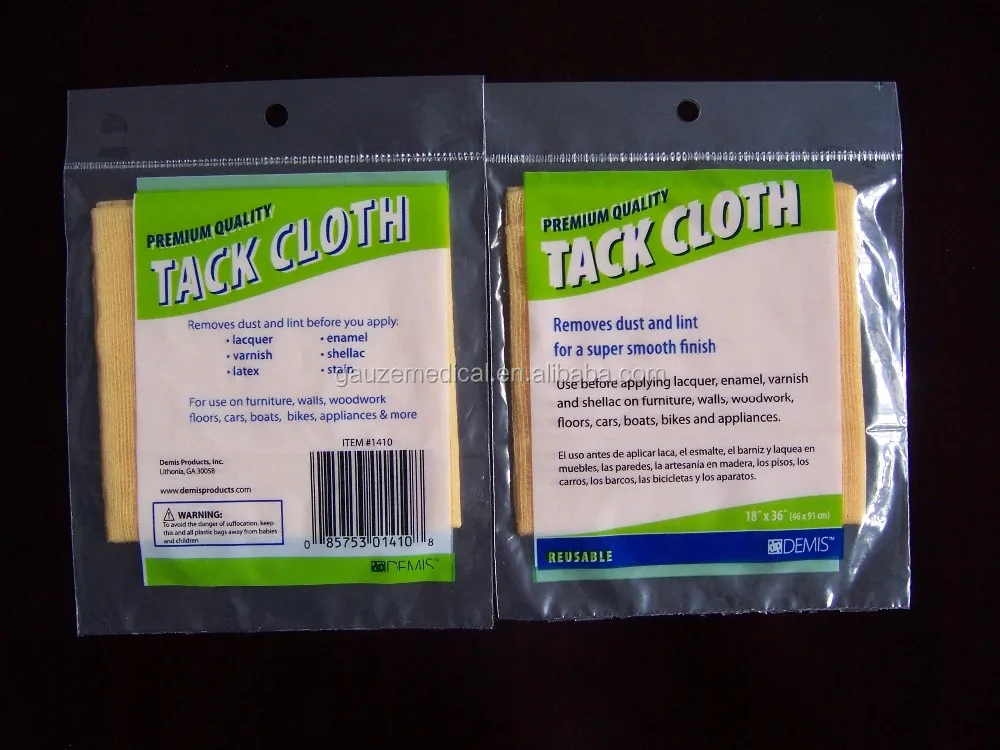 PREMIUM QUALITY
TACK CLOTH
Removes dust and lint before you apply:
• lacquer
• varnish
• latex
• enamel
• shellac
• stain
For use on furniture, walls, woodwork
floors, cars, boats, bikes, appliances & more
ITEM #1410
Demis Products, Inc.
Lithonia, GA 30058
www.demisproducts.com
WARNING:
To avoid the danger of suffocation, keep
this and all plastic bags away from babies
and children
0 85753 01410 8
DEMIS™
PREMIUM QUALITY
TACK CLOTH
Removes dust and lint
for a super smooth finish
Use before applying lacquer, enamel, varnish
and shellac on furniture, walls, woodwork,
floors, cars, boats, bikes and appliances.
El uso antes de aplicar laca, el esmalte, el barniz y laquea en
muebles, las paredes, la artesanía en madera, los pisos, los
carros, los barcos, las bicicletas y los aparatos.
18" x 36" (46 x 91 cm)
REUSABLE
DEMIS™
gauzemedical.en.alibaba.com